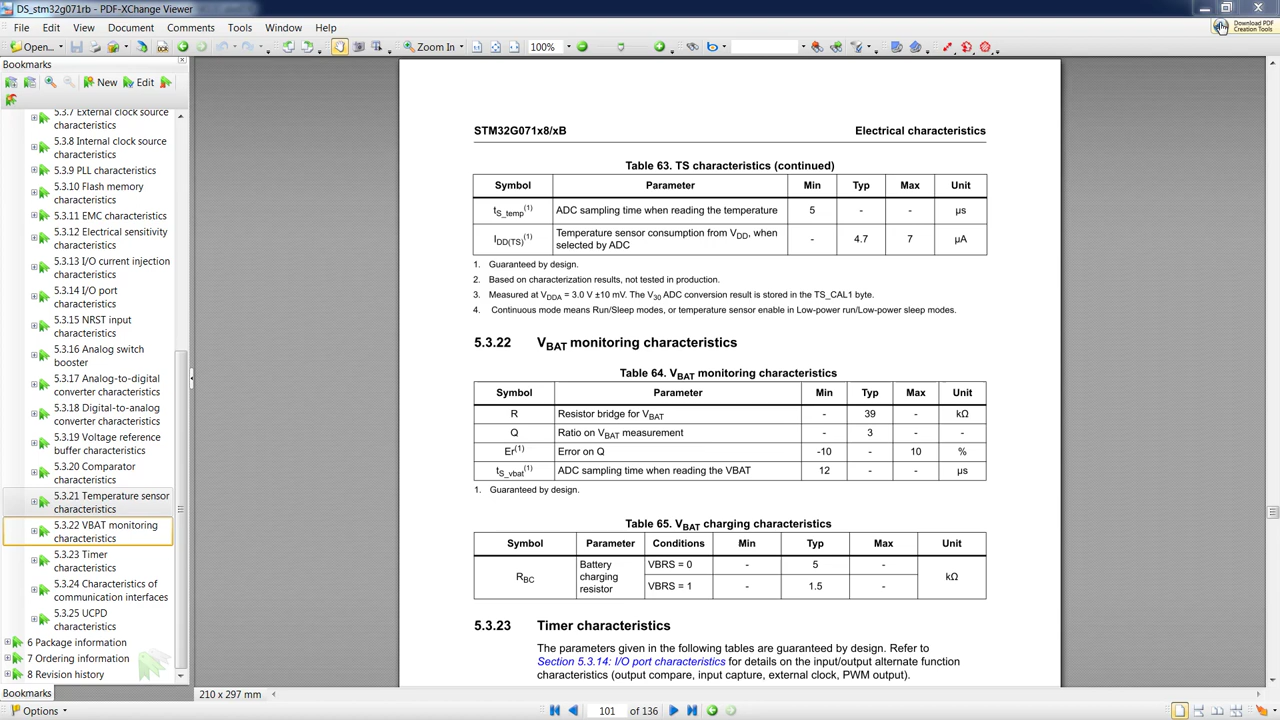 DS_stm32g071rb - PDF-XChange Viewer
File Edit View Document Comments Tools Window Help
Download PDF
Creation Tools
Open...
Zoom In
100%
Bookmarks
New
Edit
5.3.7 External clock source
characteristics
5.3.8 Internal clock source
characteristics
5.3.9 PLL characteristics
5.3.10 Flash memory
characteristics
5.3.11 EMC characteristics
5.3.12 Electrical sensitivity
characteristics
5.3.13 I/O current injection
characteristics
5.3.14 I/O port
characteristics
5.3.15 NRST input
characteristics
5.3.16 Analog switch
booster
5.3.17 Analog-to-digital
converter characteristics
5.3.18 Digital-to-analog
converter characteristics
5.3.19 Voltage reference
buffer characteristics
5.3.20 Comparator
characteristics
5.3.21 Temperature sensor
characteristics
5.3.22 VBAT monitoring
characteristics
5.3.23 Timer
characteristics
5.3.24 Characteristics of
communication interfaces
5.3.25 UCPD
characteristics
6 Package information
7 Ordering information
8 Revision history
Bookmarks
Options
STM32G071x8/xB Electrical characteristics
Table 63. TS characteristics (continued)
Symbol Parameter Min Typ Max Unit
tS_temp(1) ADC sampling time when reading the temperature 5 - - µs
IDD(TS)(1) Temperature sensor consumption from VDD, when
selected by ADC - 4.7 7 µA
1. Guaranteed by design.
2. Based on characterization results, not tested in production.
3. Measured at VDDA = 3.0 V ±10 mV. The V30 ADC conversion result is stored in the TS_CAL1 byte.
4. Continuous mode means Run/Sleep modes, or temperature sensor enable in Low-power run/Low-power sleep modes.
5.3.22 VBAT monitoring characteristics
Table 64. VBAT monitoring characteristics
Symbol Parameter Min Typ Max Unit
R Resistor bridge for VBAT - 39 - kΩ
Q Ratio on VBAT measurement - 3 - -
Er(1) Error on Q -10 - 10 %
tS_vbat(1) ADC sampling time when reading the VBAT 12 - - µs
1. Guaranteed by design.
Table 65. VBAT charging characteristics
Symbol Parameter Conditions Min Typ Max Unit
RBC Battery
charging
resistor VBRS = 0 - 5 - kΩ
VBRS = 1 - 1.5 -
5.3.23 Timer characteristics
The parameters given in the following tables are guaranteed by design. Refer to
Section 5.3.14: I/O port characteristics for details on the input/output alternate function
characteristics (output compare, input capture, external clock, PWM output).
210 x 297 mm
101 of 136